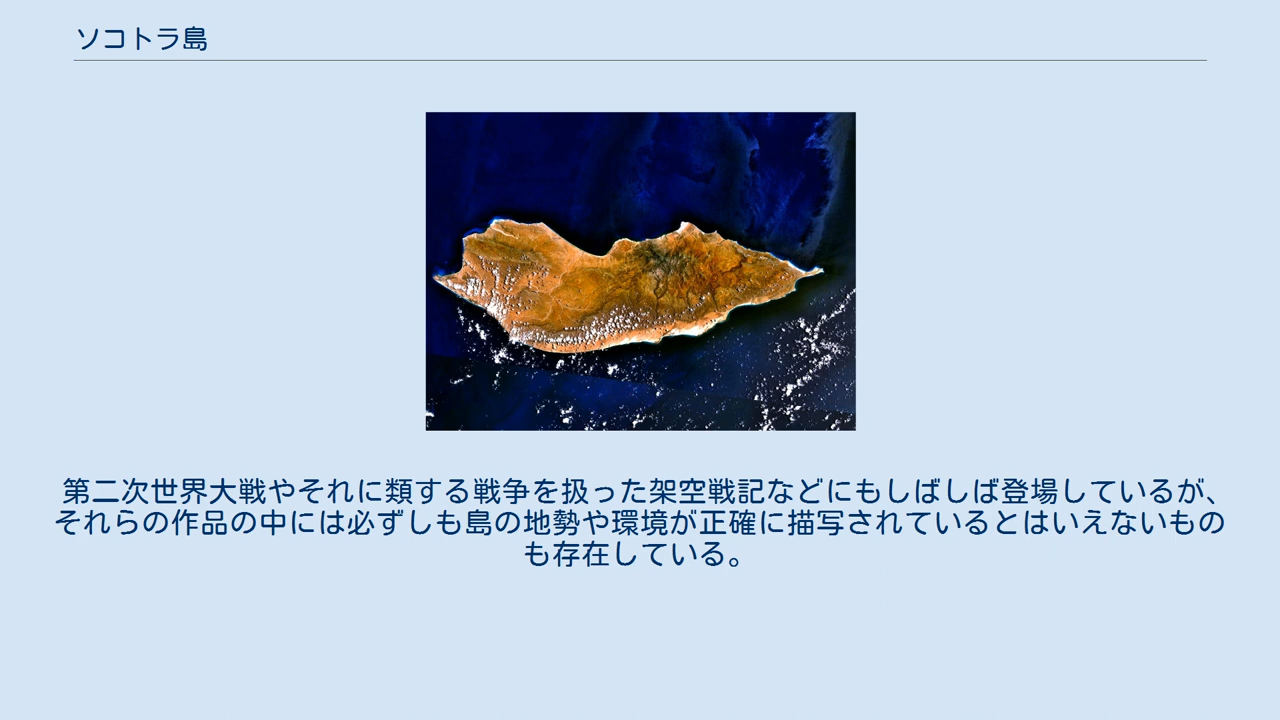 ソコトラ島
第二次世界大戦やそれに類する戦争を扱った架空戦記などにもしばしば登場しているが、
それらの作品の中には必ずしも島の地勢や環境が正確に描写されているとはいえないもの
も存在している。